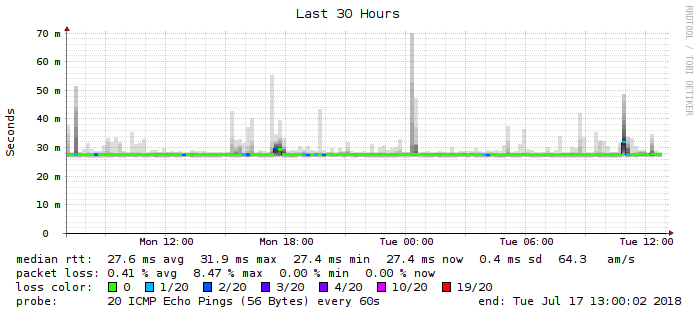 Last 30 Hours
RRDTOOL / TOBI OETIKER
Seconds
70 m
60 m
50 m
40 m
30 m
20 m
10 m
0
Mon 12:00 Mon 18:00 Tue 00:00 Tue 06:00 Tue 12:00
median rtt: 27.6 ms avg 31.9 ms max 27.4 ms min 27.4 ms now 0.4 ms sd 64.3 am/s
packet loss: 0.41 % avg 8.47 % max 0.00 % min 0.00 % now
loss color: 0 1/20 2/20 3/20 4/20 10/20 19/20
probe: 20 ICMP Echo Pings (56 Bytes) every 60s end: Tue Jul 17 13:00:02 2018